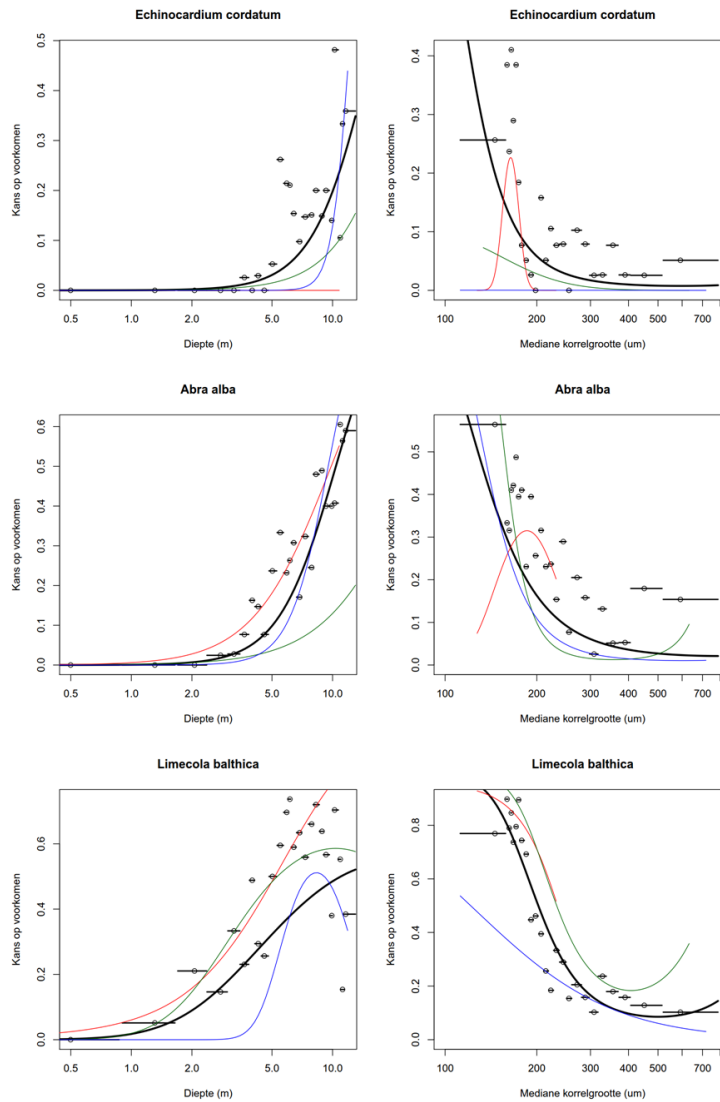 Echinocardium cordatum
Kans op voorkomen
0.0 0.1 0.2 0.3 0.4 0.5
0.5 1.0 2.0 5.0 10.0
Diepte (m)
Echinocardium cordatum
Kans op voorkomen
0.0 0.1 0.2 0.3 0.4
100 200 300 400 500 700
Mediane korrelgrootte (um)
Abra alba
Kans op voorkomen
0.0 0.1 0.2 0.3 0.4 0.5 0.6
0.5 1.0 2.0 5.0 10.0
Diepte (m)
Abra alba
Kans op voorkomen
0.0 0.1 0.2 0.3 0.4 0.5
100 200 300 400 500 700
Mediane korrelgrootte (um)
Limecola balthica
Kans op voorkomen
0.0 0.2 0.4 0.6
0.5 1.0 2.0 5.0 10.0
Diepte (m)
Limecola balthica
Kans op voorkomen
0.0 0.2 0.4 0.6 0.8
100 200 300 400 500 700
Mediane korrelgrootte (um)